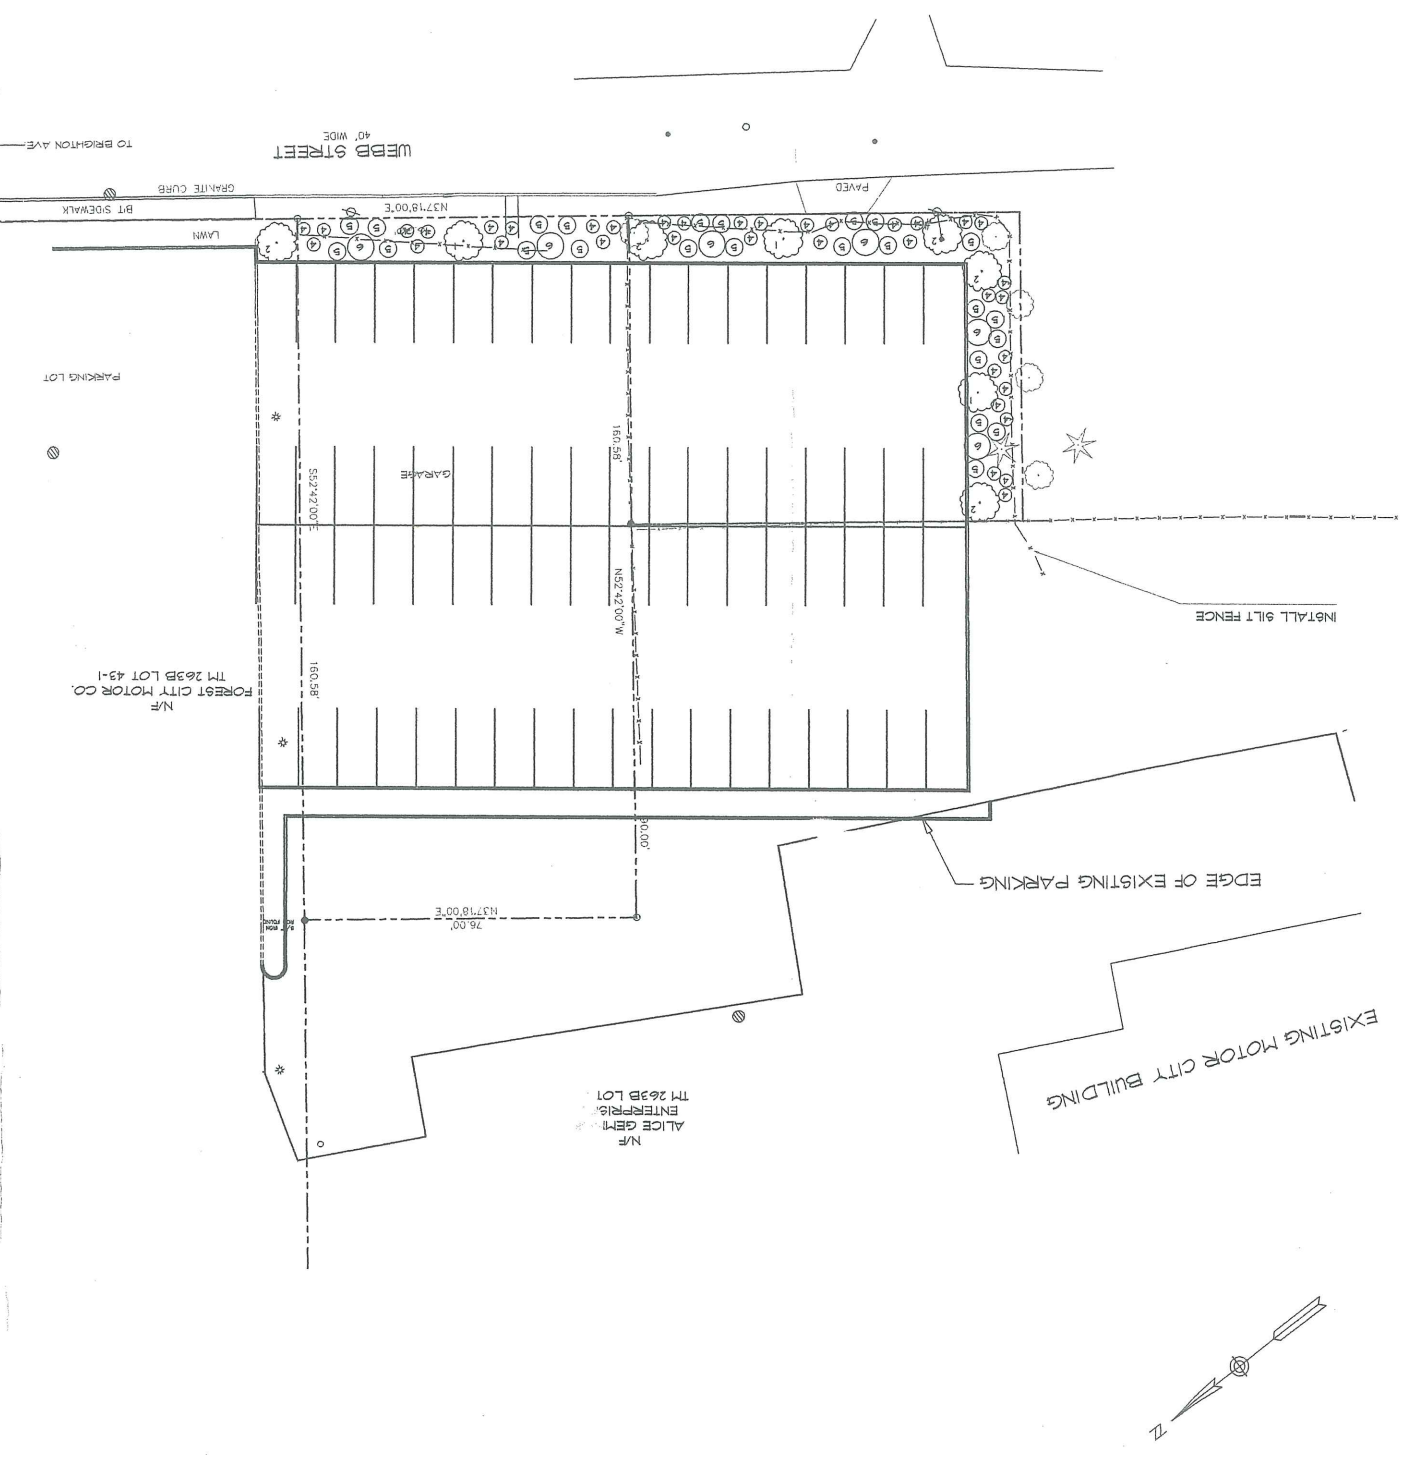 EXISTING MOTOR CITY BUILDING
N/F
ALICE GEMI
ENTERPRIS
TM 263B LOT
EDGE OF EXISTING PARKING
76.00'
N37°18'00"E
90.00'
N/F
FOREST CITY MOTOR CO.
TM 263B LOT 43-1
160.58'
INSTALL SILT FENCE
N52°42'00"W
S52°42'00"E
GARAGE
160.58'
PARKING LOT
LAWN
BIT SIDEWALK
N37°18'00"E
GRANITE CURB
PAVED
WEBB STREET
40' WIDE
TO BRIGHTON AVE.
N